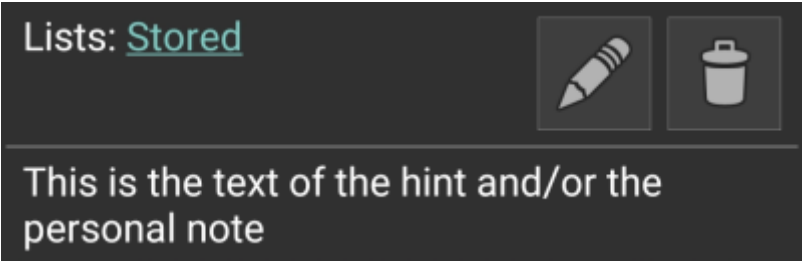 Lists: Stored
This is the text of the hint and/or the
personal note